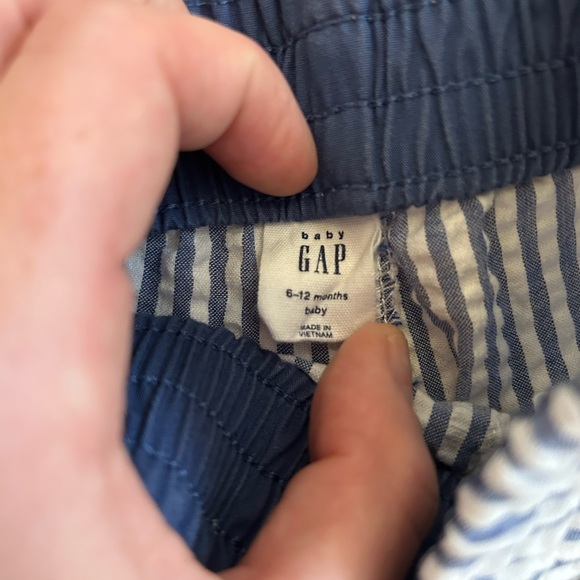 baby
GAP
6-12 months
baby
MADE IN
VIETNAM